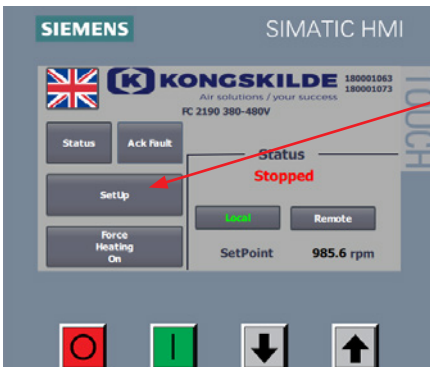 SIEMENS
SIMATIC HMI
TOUCH
KONGSKILDE
Air solutions / your success
180001063
180001073
FC 2190 380-480V
Status
Ack Fault
Status
Stopped
SetUp
Local
Remote
Force
Heating
On
SetPoint
985.6 rpm